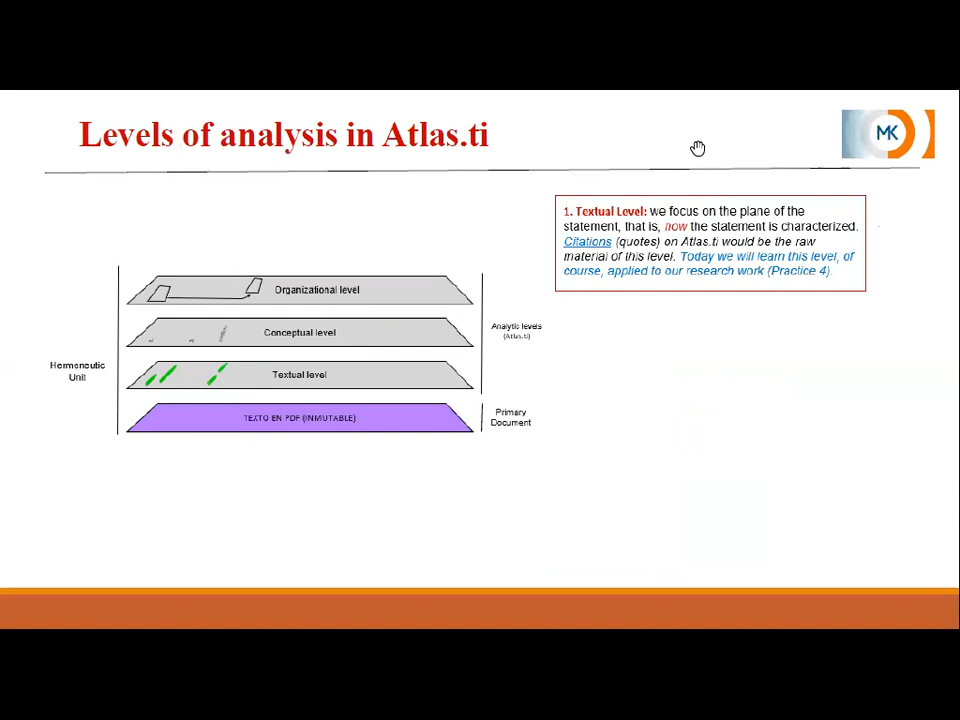 Levels of analysis in Atlas.ti
MK
1. Textual Level: we focus on the plane of the
statement, that is, how the statement is characterized.
Citations (quotes) on Atlas.ti would be the raw
material of this level. Today we will learn this level, of
course, applied to our research work (Practice 4).
Organizational level
Conceptual level
Textual level
TEXTO EN PDF (INMUTABLE)
Hermeneutic
Unit
Analytic levels
(Atlas.ti)
Primary
Document